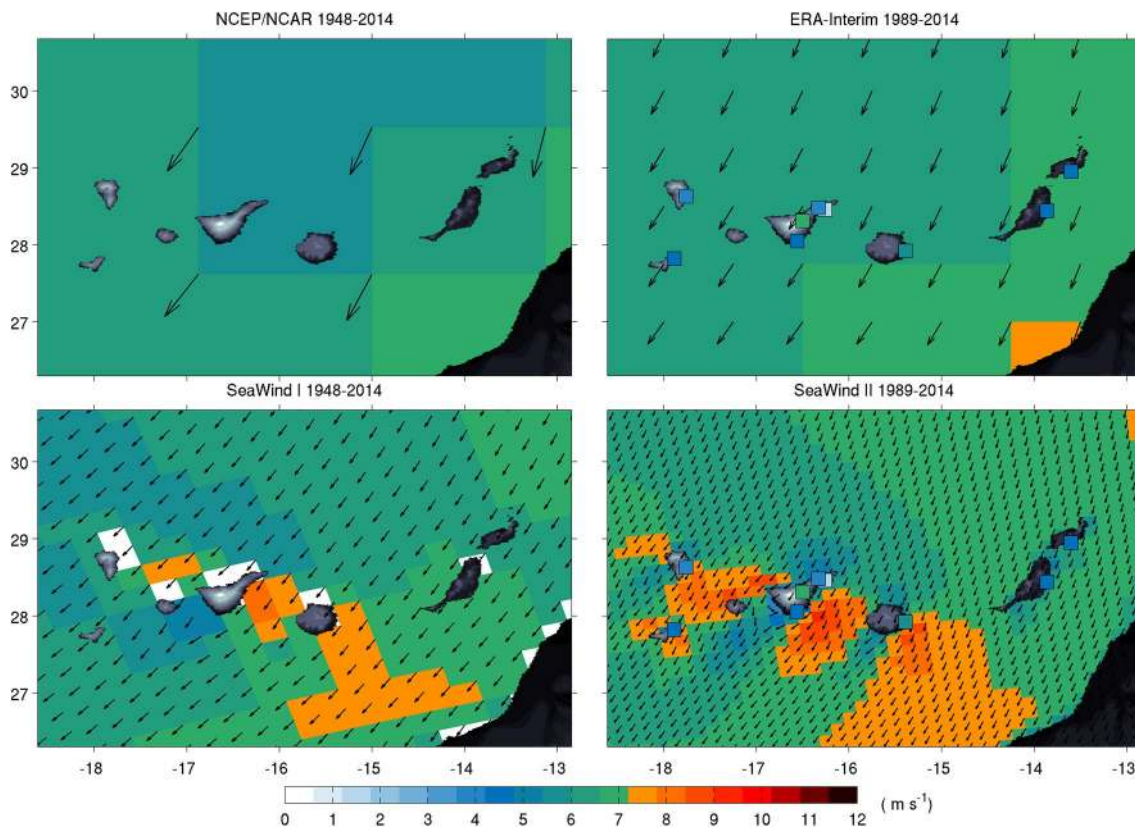 NCEP/NCAR 1948-2014
ERA-Interim 1989-2014
30
29
28
27
SeaWind I 1948-2014
SeaWind II 1989-2014
30
29
28
27
-18 -17 -16 -15 -14 -13
-18 -17 -16 -15 -14 -13
0 1 2 3 4 5 6 7 8 9 10 11 12
( m s⁻¹)